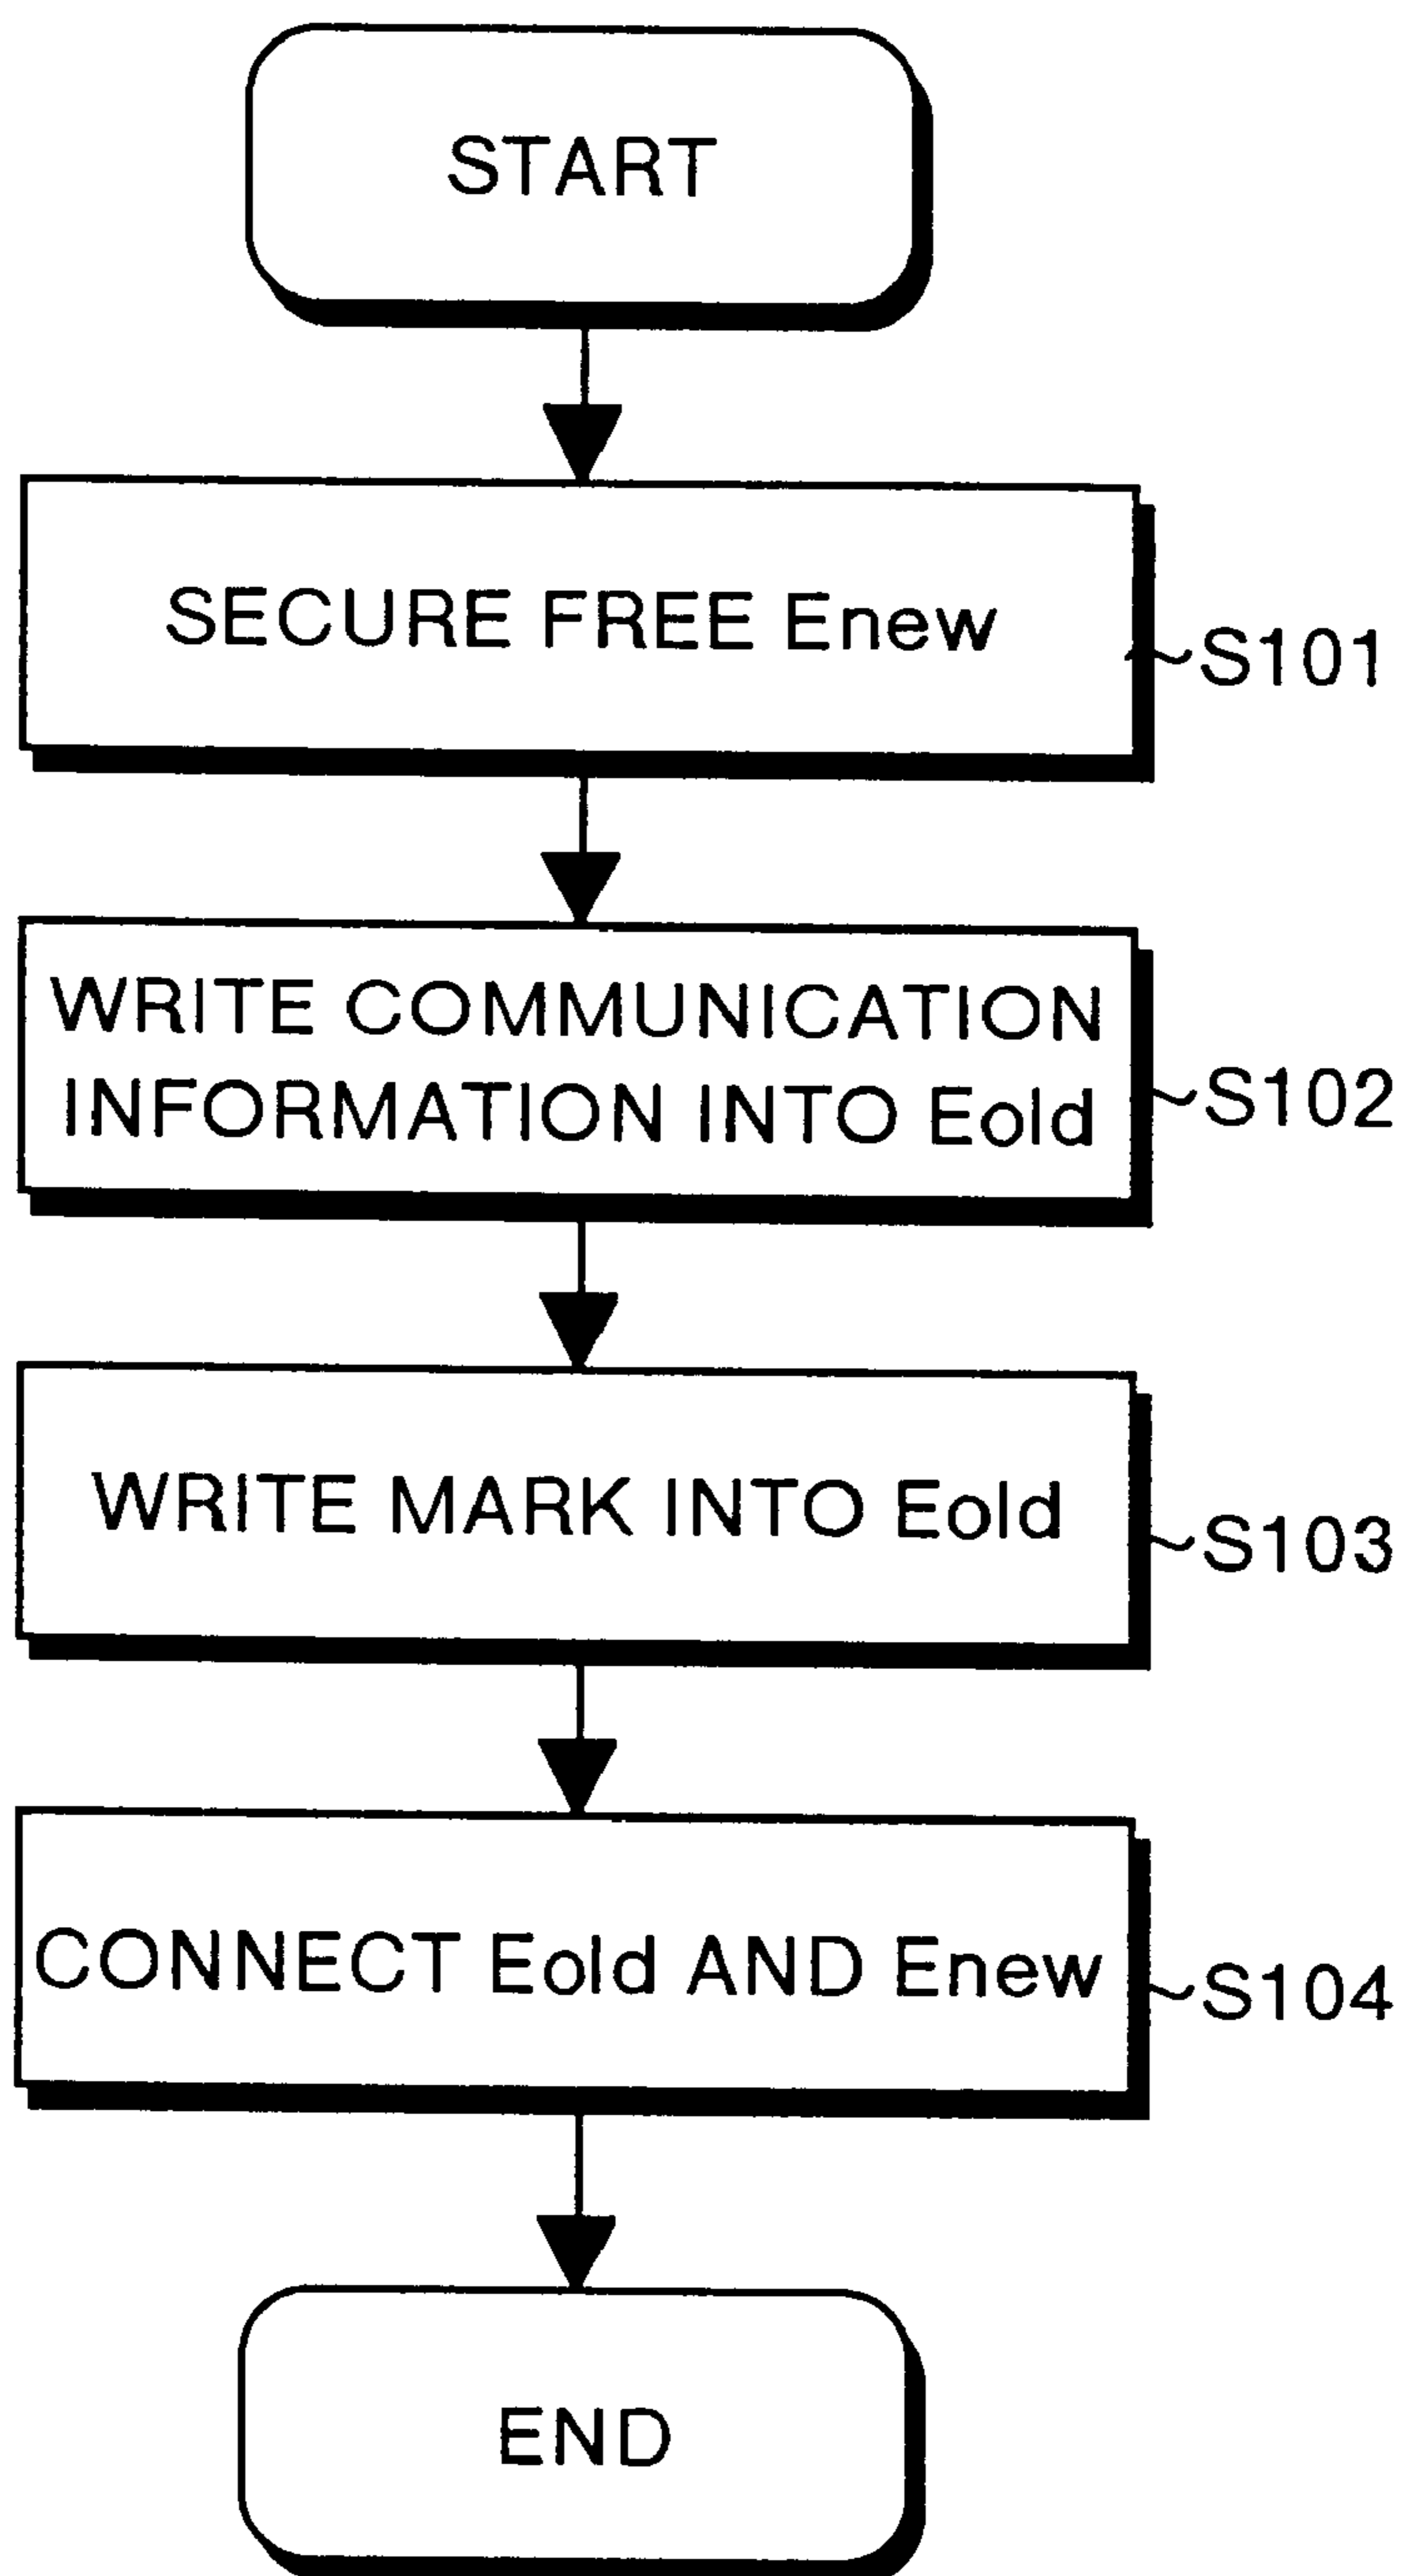 START
SECURE FREE Enew
S101
WRITE COMMUNICATION
INFORMATION INTO Eold
S102
WRITE MARK INTO Eold
S103
CONNECT Eold AND Enew
S104
END